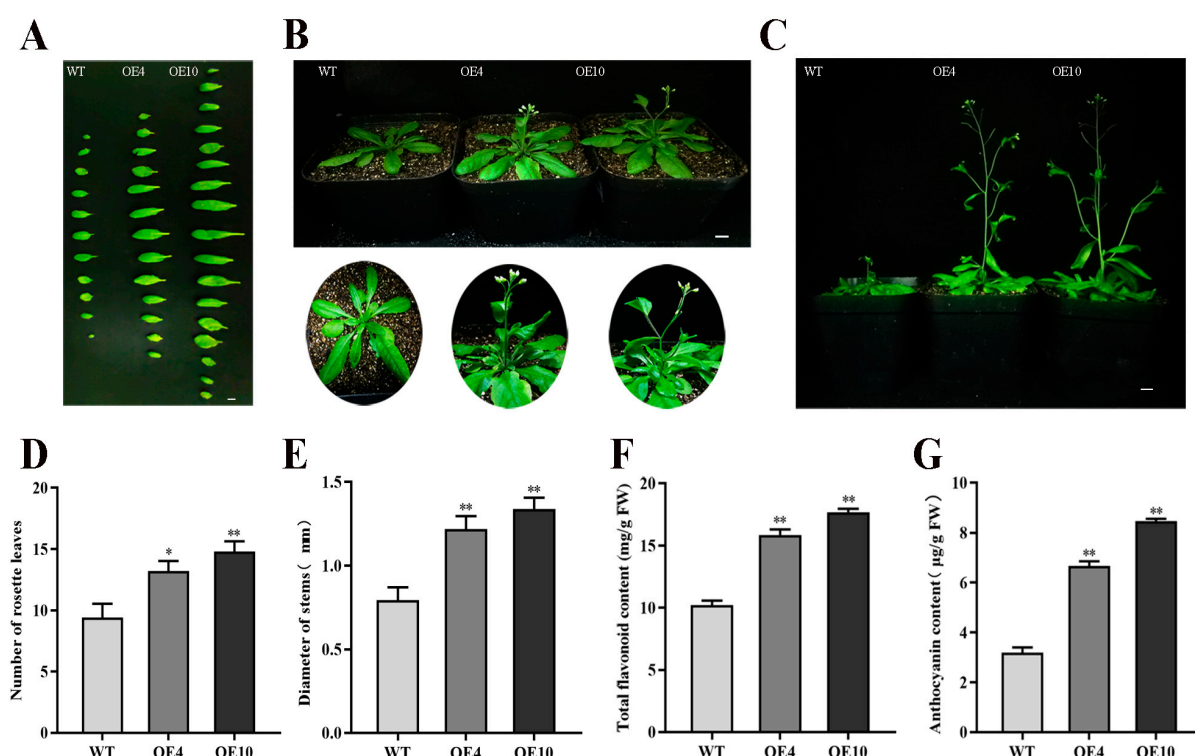 A
B
C
WT OE4 OE10
WT OE4 OE10
WT OE4 OE10
D
E
F
G
Number of rosette leaves
20
15
10
5
0
*
**
WT OE4 OE10
Diameter of stems( mm)
1.5
1.0
0.5
0.0
**
**
WT OE4 OE10
Total flavonoid content (mg/g FW)
20
15
10
5
0
**
**
WT OE4 OE10
Anthocyanin content( μg/g FW)
10
8
6
4
2
0
**
**
WT OE4 OE10